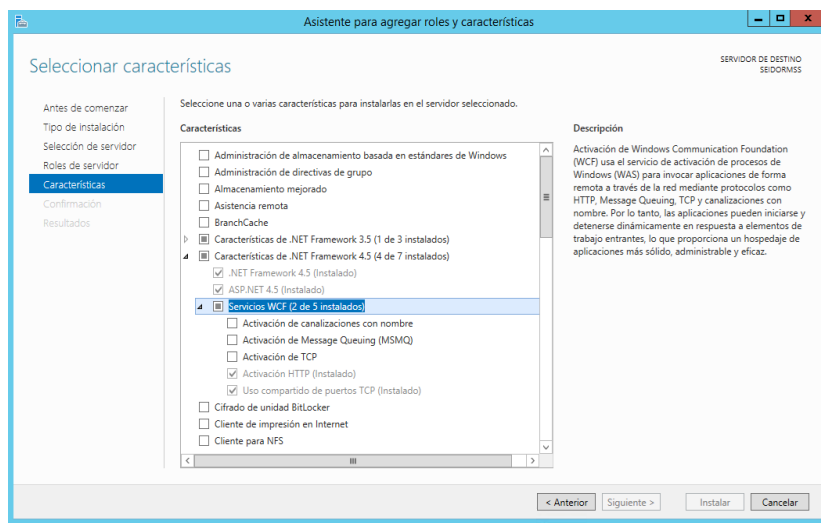 Asistente para agregar roles y características
Seleccionar características
SERVIDOR DE DESTINO
SEIDORMSS
Antes de comenzar
Tipo de instalación
Selección de servidor
Roles de servidor
Características
Confirmación
Resultados
Seleccione una o varias características para instalarlas en el servidor seleccionado.
Características
Administración de almacenamiento basada en estándares de Windows
Administración de directivas de grupo
Almacenamiento mejorado
Asistencia remota
BranchCache
Características de .NET Framework 3.5 (1 de 3 instalados)
Características de .NET Framework 4.5 (4 de 7 instalados)
.NET Framework 4.5 (Instalado)
ASP.NET 4.5 (Instalado)
Servicios WCF (2 de 5 instalados)
Activación de canalizaciones con nombre
Activación de Message Queuing (MSMQ)
Activación de TCP
Activación HTTP (Instalado)
Uso compartido de puertos TCP (Instalado)
Cifrado de unidad BitLocker
Cliente de impresión en Internet
Cliente para NFS
Descripción
Activación de Windows Communication Foundation
(WCF) usa el servicio de activación de procesos de
Windows (WAS) para invocar aplicaciones de forma
remota a través de la red mediante protocolos como
HTTP, Message Queuing, TCP y canalizaciones con
nombre. Por lo tanto, las aplicaciones pueden iniciarse y
detenerse dinámicamente en respuesta a elementos de
trabajo entrantes, lo que proporciona un hospedaje de
aplicaciones más sólido, administrable y eficaz.
< Anterior
Siguiente >
Instalar
Cancelar